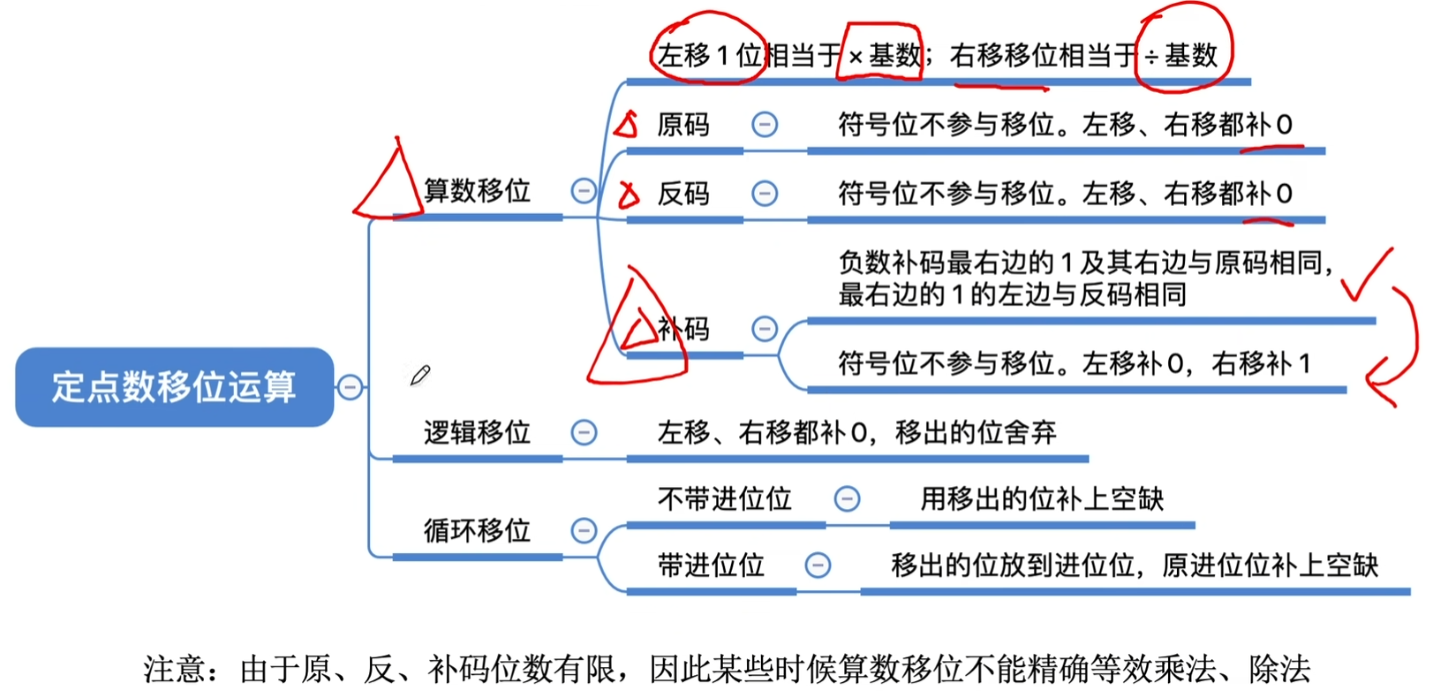 左移1位相当于×基数；右移移位相当于÷基数
原码 符号位不参与移位。左移、右移都补0
算数移位
反码 符号位不参与移位。左移、右移都补0
负数补码最右边的1及其右边与原码相同，
最右边的1的左边与反码相同
补码
符号位不参与移位。左移补0，右移补1
定点数移位运算
逻辑移位 左移、右移都补0，移出的位舍弃
不带进位位 用移出的位补上空缺
循环移位
带进位位 移出的位放到进位位，原进位位补上空缺
注意：由于原、反、补码位数有限，因此某些时候算数移位不能精确等效乘法、除法